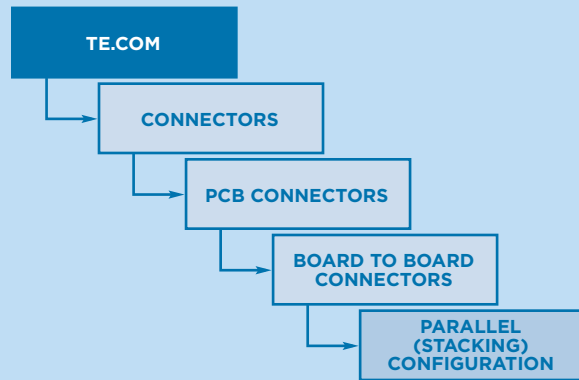 TE.COM
CONNECTORS
PCB CONNECTORS
BOARD TO BOARD
CONNECTORS
PARALLEL
(STACKING)
CONFIGURATION